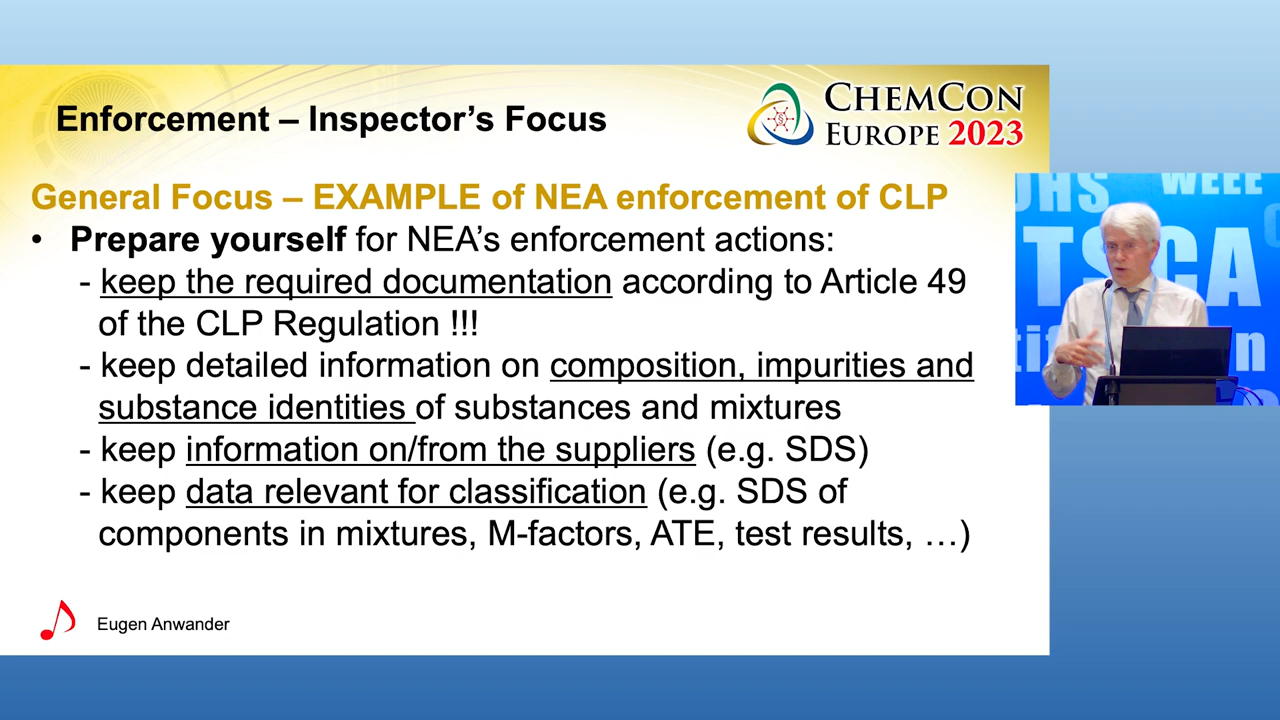 Enforcement – Inspector's Focus
CHEMCON
EUROPE 2023
General Focus – EXAMPLE of NEA enforcement of CLP
• Prepare yourself for NEA's enforcement actions:
- keep the required documentation according to Article 49
of the CLP Regulation !!!
- keep detailed information on composition, impurities and
substance identities of substances and mixtures
- keep information on/from the suppliers (e.g. SDS)
- keep data relevant for classification (e.g. SDS of
components in mixtures, M-factors, ATE, test results, …)
Eugen Anwander
WEEE
TSCA